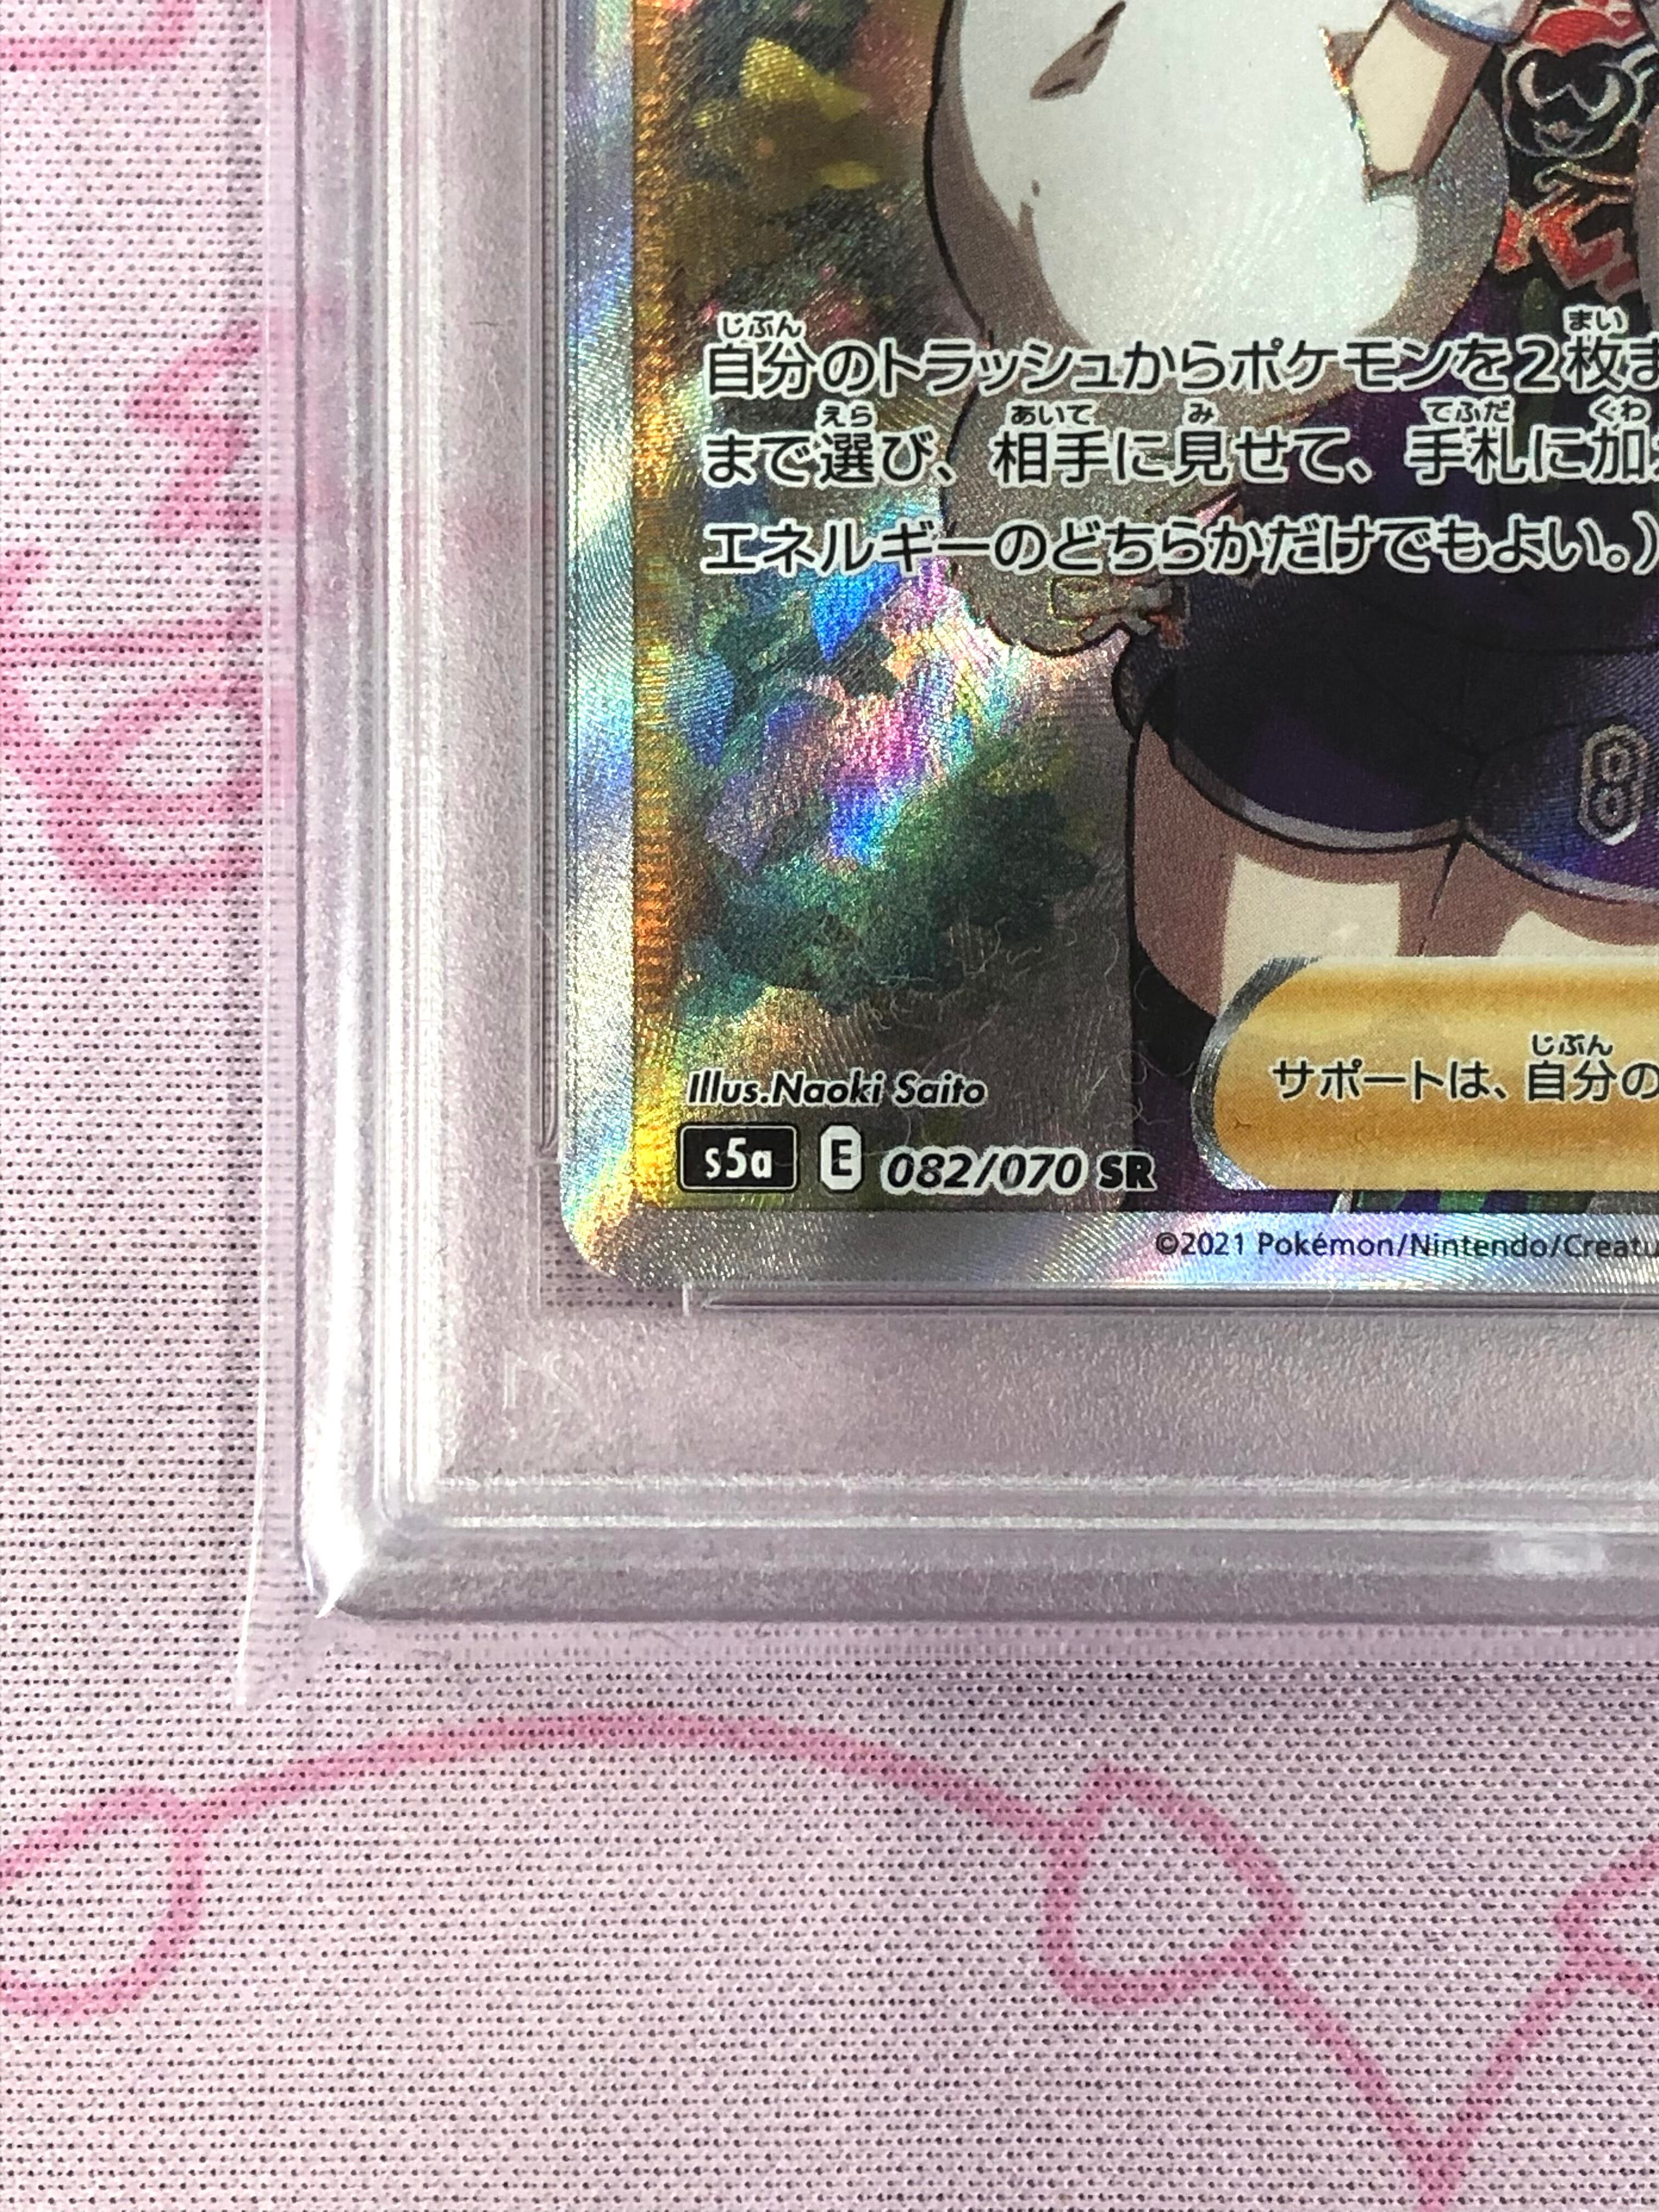 自分のトラッシュからポケモンを2枚ま
まで選び、相手に見せて、手札に加え
エネルギーのどちらかだけでもよい。)
サポートは、自分の
Illus.Naoki Saito
s5a E 082/070 SR
©2021 Pokémon/Nintendo/Creatu